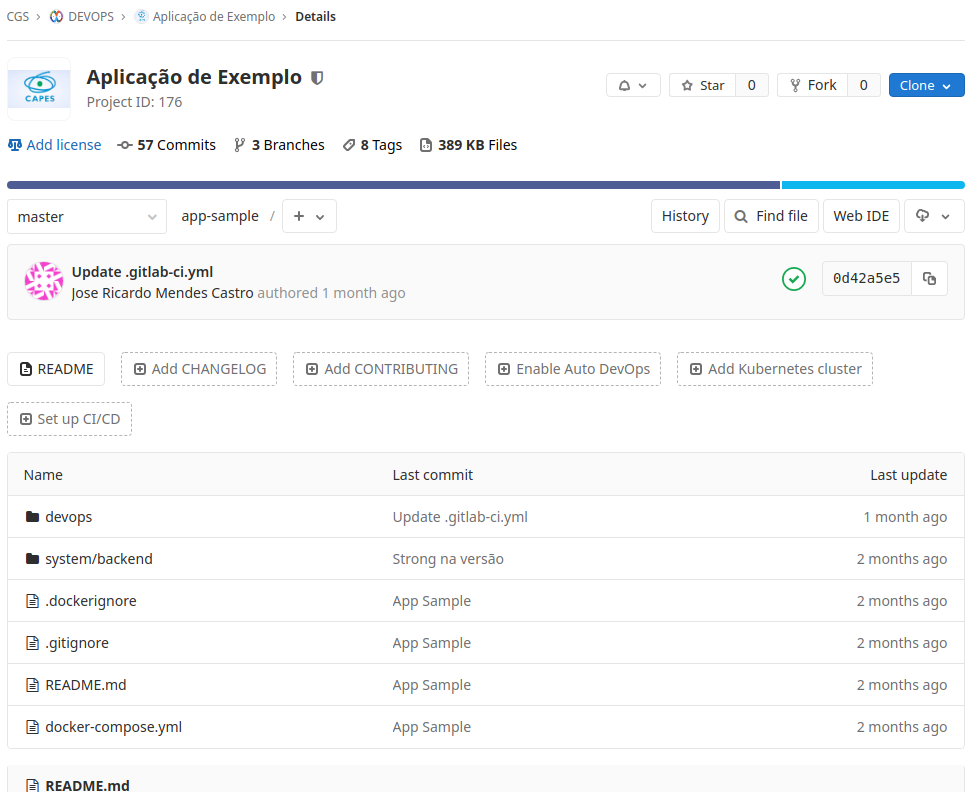 CGS › DEVOPS › Aplicação de Exemplo › Details
CAPES
Aplicação de Exemplo
Project ID: 176
Star 0 Fork 0 Clone
Add license 57 Commits 3 Branches 8 Tags 389 KB Files
master app-sample / + History Find file Web IDE
Update .gitlab-ci.yml
Jose Ricardo Mendes Castro authored 1 month ago
0d42a5e5
README Add CHANGELOG Add CONTRIBUTING Enable Auto DevOps Add Kubernetes cluster
Set up CI/CD
Name Last commit Last update
devops Update .gitlab-ci.yml 1 month ago
system/backend Strong na versão 2 months ago
.dockerignore App Sample 2 months ago
.gitignore App Sample 2 months ago
README.md App Sample 2 months ago
docker-compose.yml App Sample 2 months ago
README.md